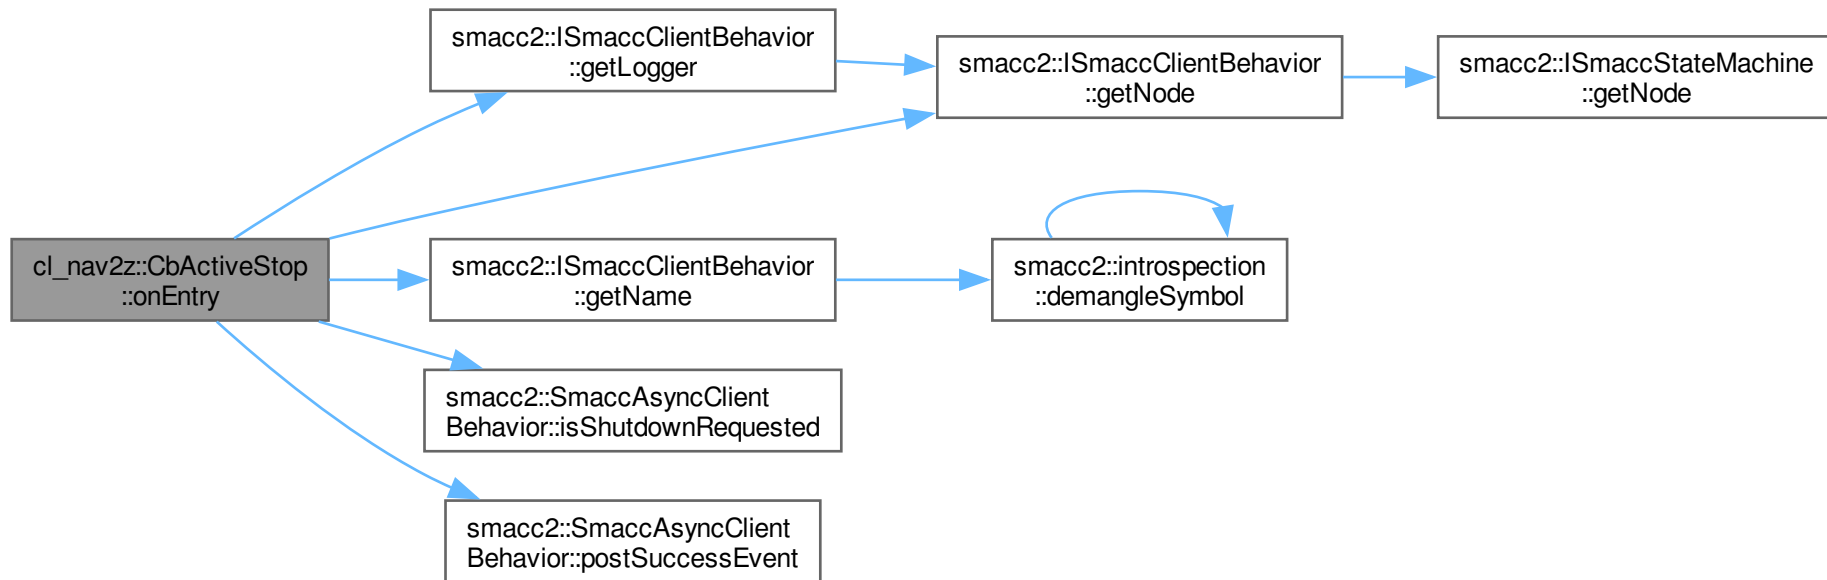 smacc2::ISmaccClientBehavior
::getLogger
smacc2::ISmaccClientBehavior
::getNode
smacc2::ISmaccStateMachine
::getNode
cl_nav2z::CbActiveStop
::onEntry
smacc2::ISmaccClientBehavior
::getName
smacc2::introspection
::demangleSymbol
smacc2::SmaccAsyncClient
Behavior::isShutdownRequested
smacc2::SmaccAsyncClient
Behavior::postSuccessEvent